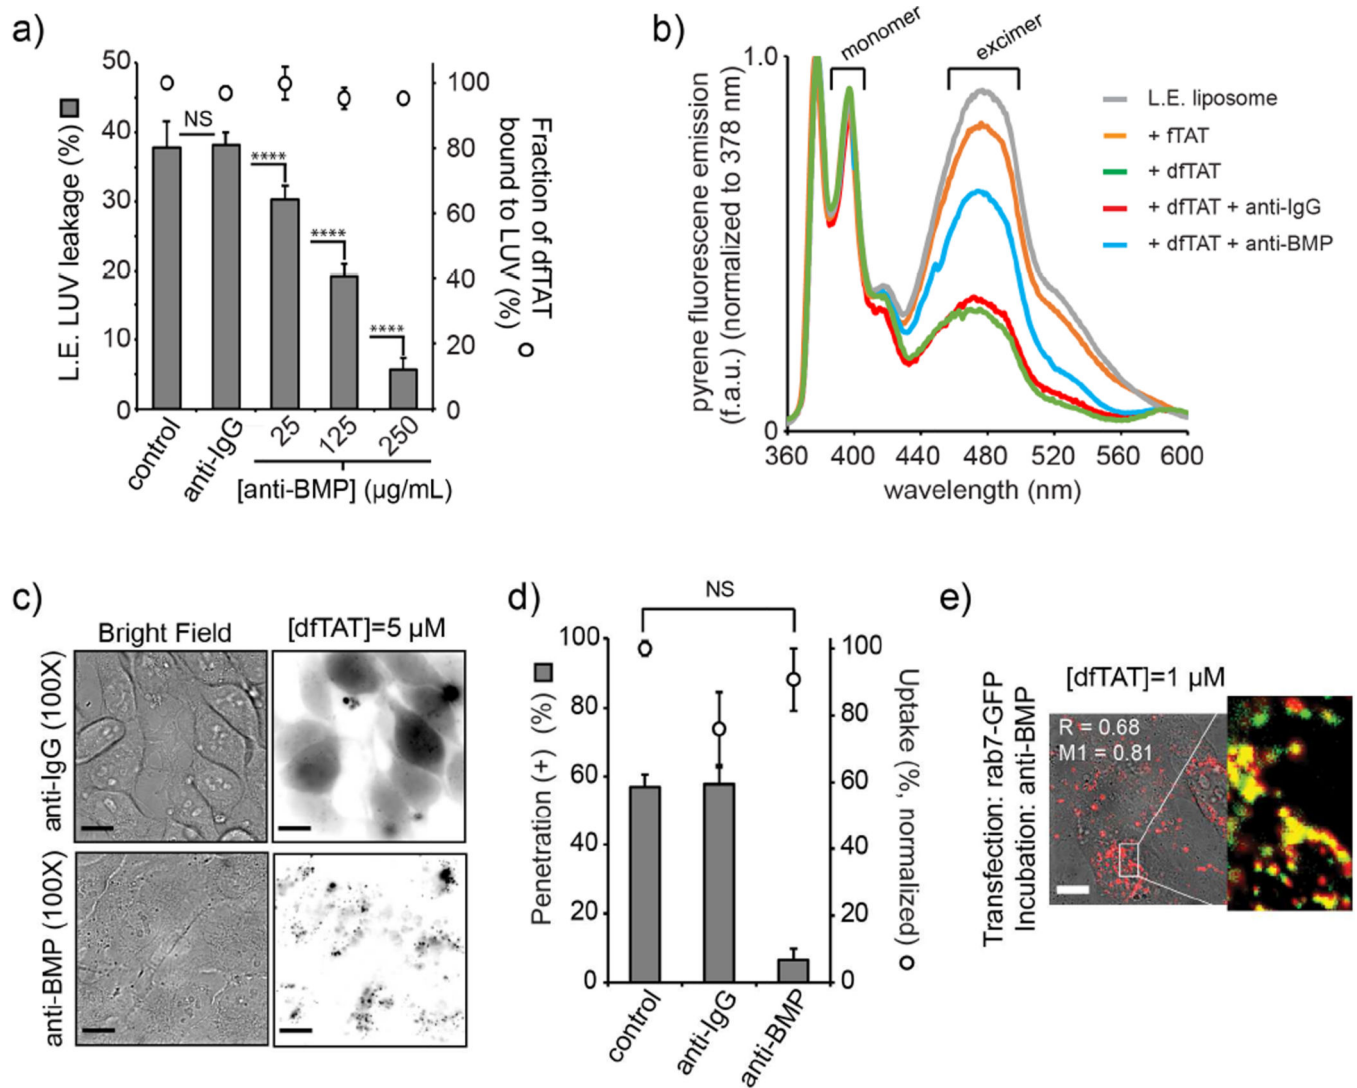 a)
L.E. LUV leakage (%)
50
40
30
20
10
0
NS
****
****
****
100
80
60
40
20
0
Fraction of dfTAT
bound to LUV (%)
control
anti-IgG
25
125
250
[anti-BMP] (µg/mL)
b)
monomer
excimer
pyrene fluorescene emission
(f.a.u.) (normalized to 378 nm)
1.0
0
360
400
440
480
520
560
600
wavelength (nm)
L.E. liposome
+ fTAT
+ dfTAT
+ dfTAT + anti-IgG
+ dfTAT + anti-BMP
c)
Bright Field
[dfTAT]=5 µM
anti-IgG (100X)
anti-BMP (100X)
d)
NS
Penetration (+) (%)
100
80
60
40
20
0
100
80
60
40
20
0
Uptake (%, normalized)
control
anti-IgG
anti-BMP
e)
[dfTAT]=1 µM
Transfection: rab7-GFP
Incubation: anti-BMP
R = 0.68
M1 = 0.81